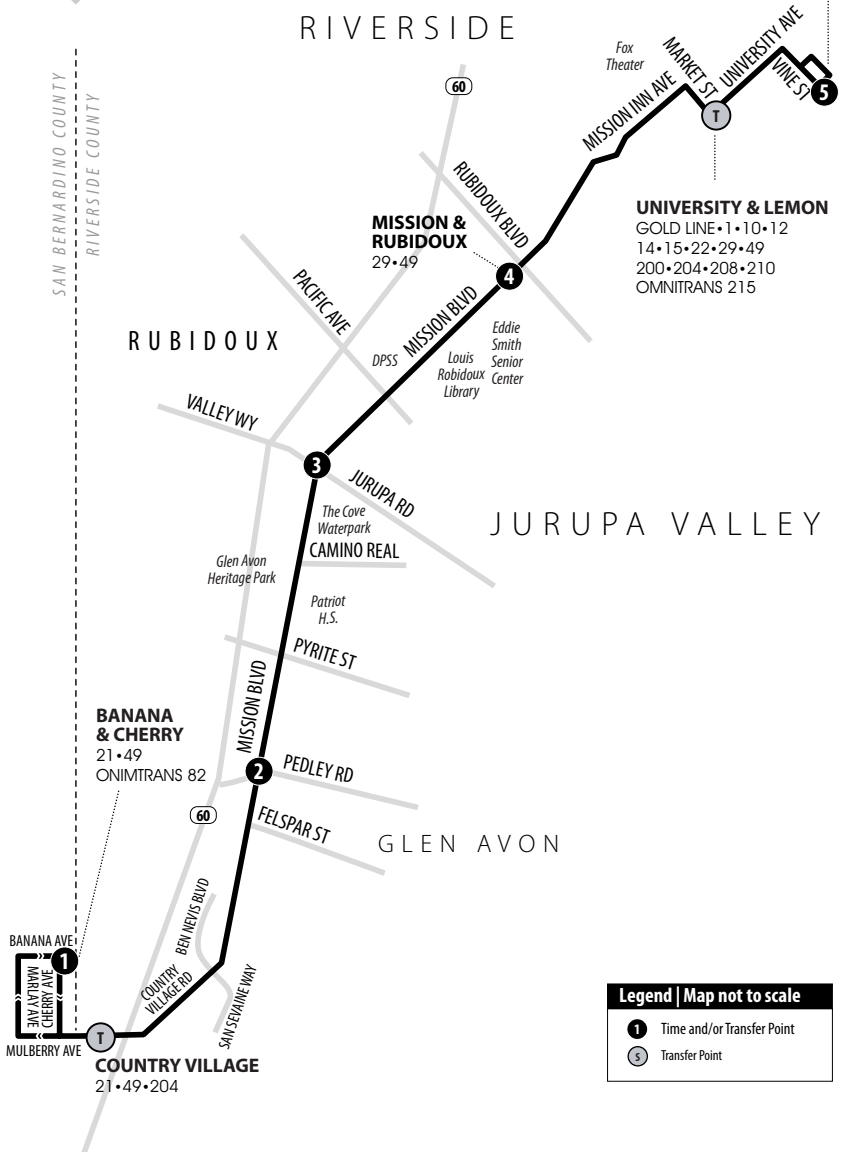 RIVERSIDE
SAN BERNARDINO COUNTY
RIVERSIDE COUNTY
60
Fox
Theater
MARKET ST
UNIVERSITY AVE
VINE ST
5
MISSION INN AVE
T
UNIVERSITY & LEMON
GOLD LINE•1•10•12
14•15•22•29•49
200•204•208•210
OMNITRANS 215
RUBIDOUX BLVD
MISSION &
RUBIDOUX
29•49
4
PACIFIC AVE
MISSION BLVD
RUBIDOUX
DPSS
Eddie
Smith
Senior
Center
Louis
Robidoux
Library
VALLEY WY
3
JURUPA RD
The Cove
Waterpark
JURUPA VALLEY
CAMINO REAL
Glen Avon
Heritage Park
Patriot
H.S.
PYRITE ST
MISSION BLVD
BANANA
& CHERRY
21•49
ONIMTRANS 82
2
PEDLEY RD
60
FELSPAR ST
GLEN AVON
BEN NEVIS BLVD
BANANA AVE
1
MARLAY AVE
CHERRY AVE
COUNTRY
VILLAGE RD
SAN SEVAINE WAY
MULBERRY AVE
T
COUNTRY VILLAGE
21•49•204
Legend | Map not to scale
1 Time and/or Transfer Point
S Transfer Point